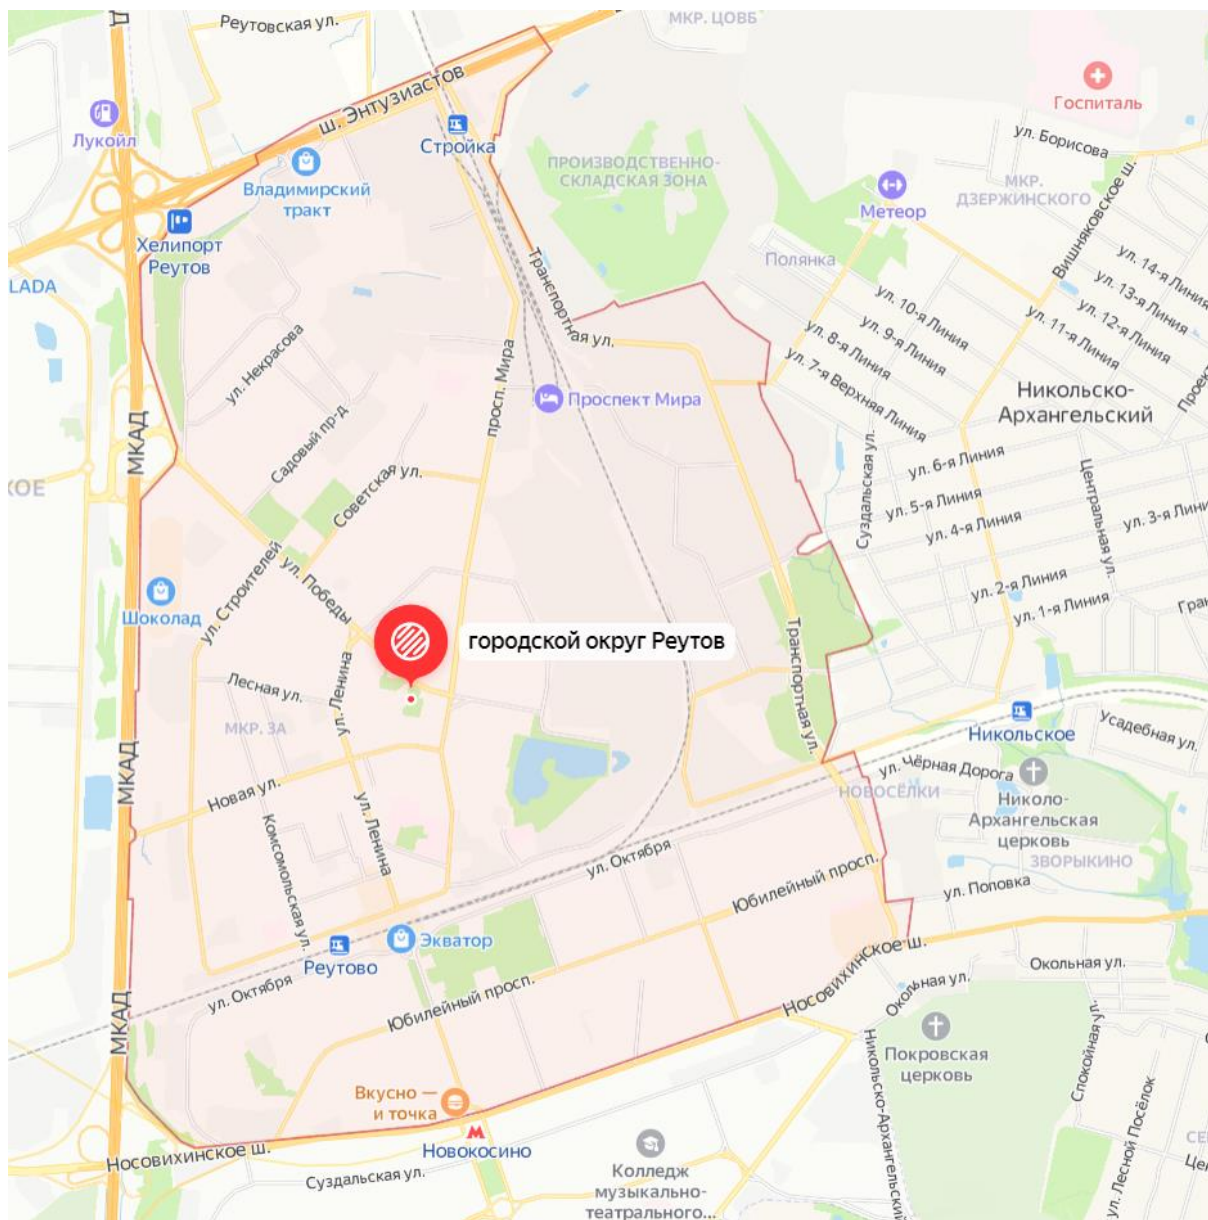 Реутовская ул.
МКР. ЦОВБ
Д
ш. Энтузиастов
Госпиталь
Лукойл
Стройка
ул. Борисова
ПРОИЗВОДСТВЕННО-
СКЛАДСКАЯ ЗОНА
МКР.
ДЗЕРЖИНСКОГО
Владимирский
тракт
Метеор
Вишняковское ш.
Хелипорт
Реутов
Транспортная ул.
Полянка
ул. 14-я Линия
ул. 13-я Линия
ул. 12-я Линия
ул. 11-я Линия
ул. 10-я Линия
ул. 9-я Линия
ул. 8-я Линия
ул. 7-я Верхняя Линия
LADA
ул. Некрасова
просп. Мира
Проспект Мира
Никольско-
Архангельский
Проект
МКАД
Садовый пр-д
Советская ул.
КОЕ
Суздальская ул.
ул. 6-я Линия
ул. 5-я Линия
ул. 4-я Линия
Центральная ул.
ул. 3-я Лини
ул. 2-я Линия
ул. 1-я Линия
Гран
ул. Строителей
ул. Победы
Шоколад
городской округ Реутов
Транспортная ул.
Лесная ул.
ул. Ленина
МКР. 3А
Никольское
Усадебная ул.
МКАД
Новая ул.
ул. Ленина
ул. Чёрная Дорога
НОВОСЁЛКИ
Николо-
Архангельская
церковь
ЗВОРЫКИНО
Комсомольская ул.
ул. Октября
Юбилейный просп.
ул. Поповка
Экватор
Реутово
Носовихинское ш.
Окольная ул.
Окольная ул.
ул. Октября
Юбилейный просп.
МКАД
Покровская
церковь
Спокойная ул.
Никольско-Архангельский
ул. Лесной Посёлок
Вкусно —
и точка
Новокосино
Носовихинское ш.
Суздальская ул.
Колледж
музыкально-
театрального...
СЕ
Цен